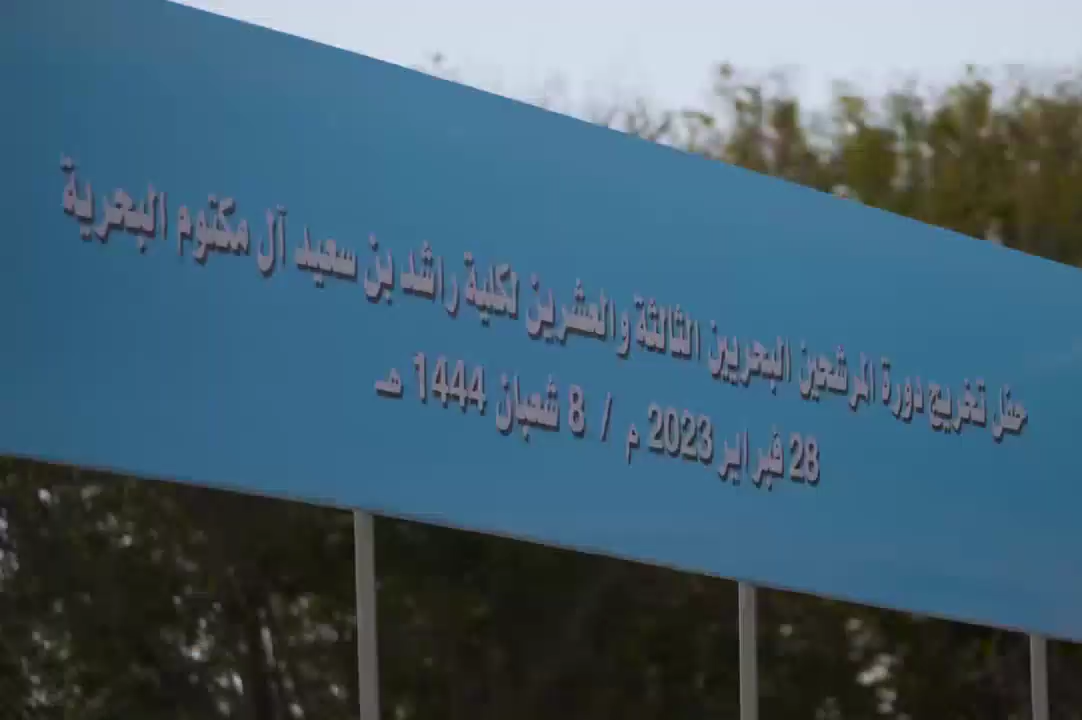 حفل تخريج دورة المرشحين البحريين الثالثة والعشرين لكلية راشد بن سعيد آل مكتوم البحرية
28 فبراير 2023 م / 8 شعبان 1444 هـ